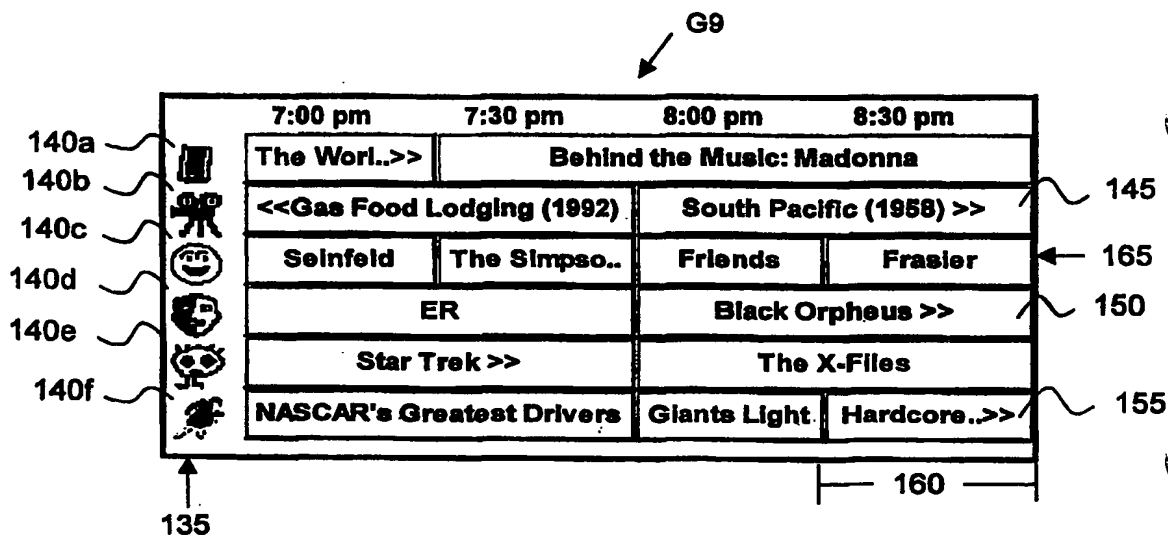 G9
7:00 pm 7:30 pm 8:00 pm 8:30 pm
140a
The Worl..>> Behind the Music: Madonna
140b
<<Gas Food Lodging (1992) South Pacific (1958) >> 145
140c
Seinfeld The Simpso.. Friends Frasier 165
140d
ER Black Orpheus >> 150
140e
Star Trek >> The X-Files
140f
NASCAR's Greatest Drivers Giants Light Hardcore..>> 155
160
135